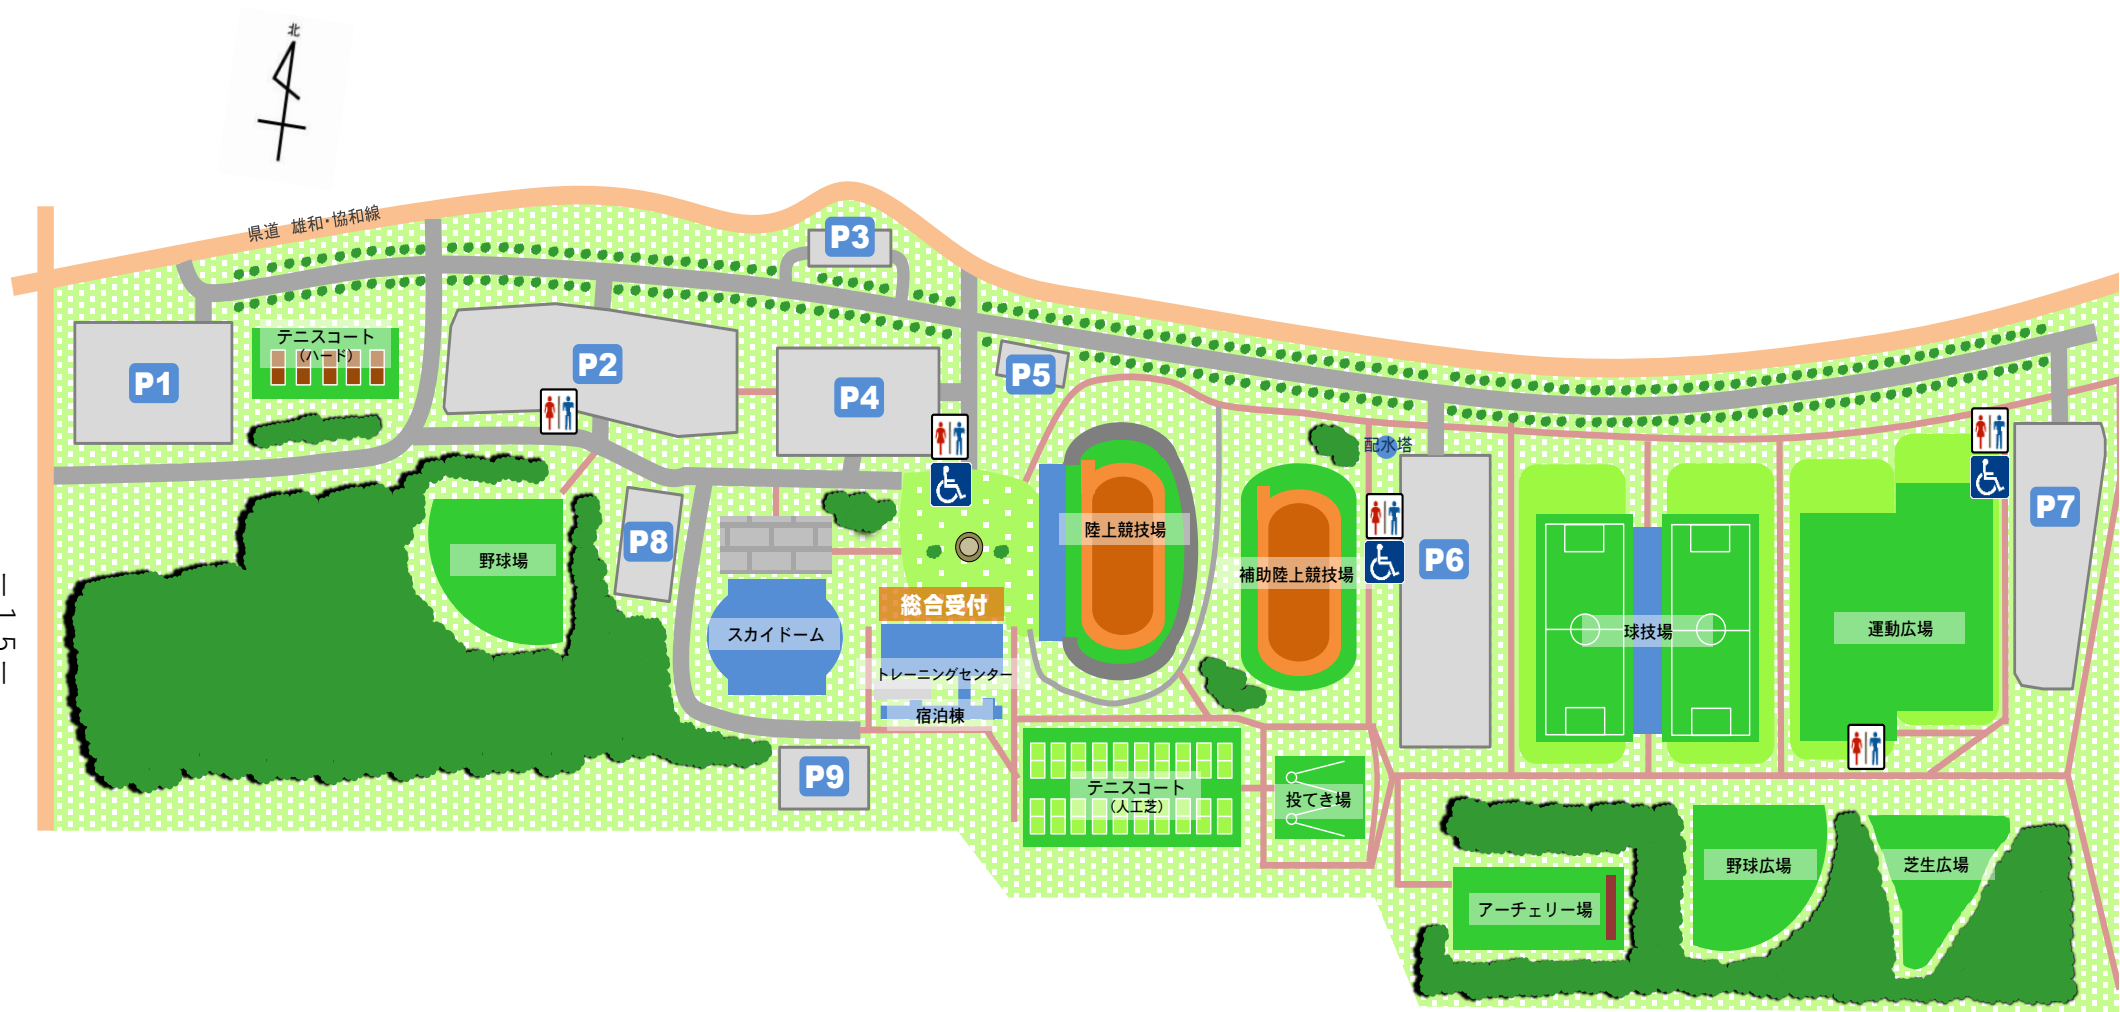 北
県道 雄和・協和線
P3
テニスコート
(ハード)
P1
P2
P4
P5
配水塔
P7
陸上競技場
P8
野球場
P6
補助陸上競技場
総合受付
スカイドーム
球技場
運動広場
トレーニングセンター
宿泊棟
P9
テニスコート
(人工芝)
投てき場
野球広場
芝生広場
アーチェリー場
―15―